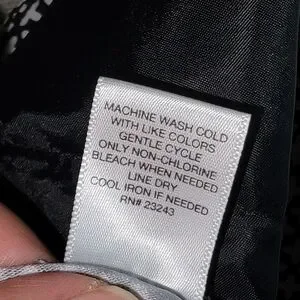 MACHINE WASH COLD
WITH LIKE COLORS
GENTLE CYCLE
ONLY NON-CHLORINE
BLEACH WHEN NEEDED
LINE DRY
COOL IRON IF NEEDED
RN# 23243